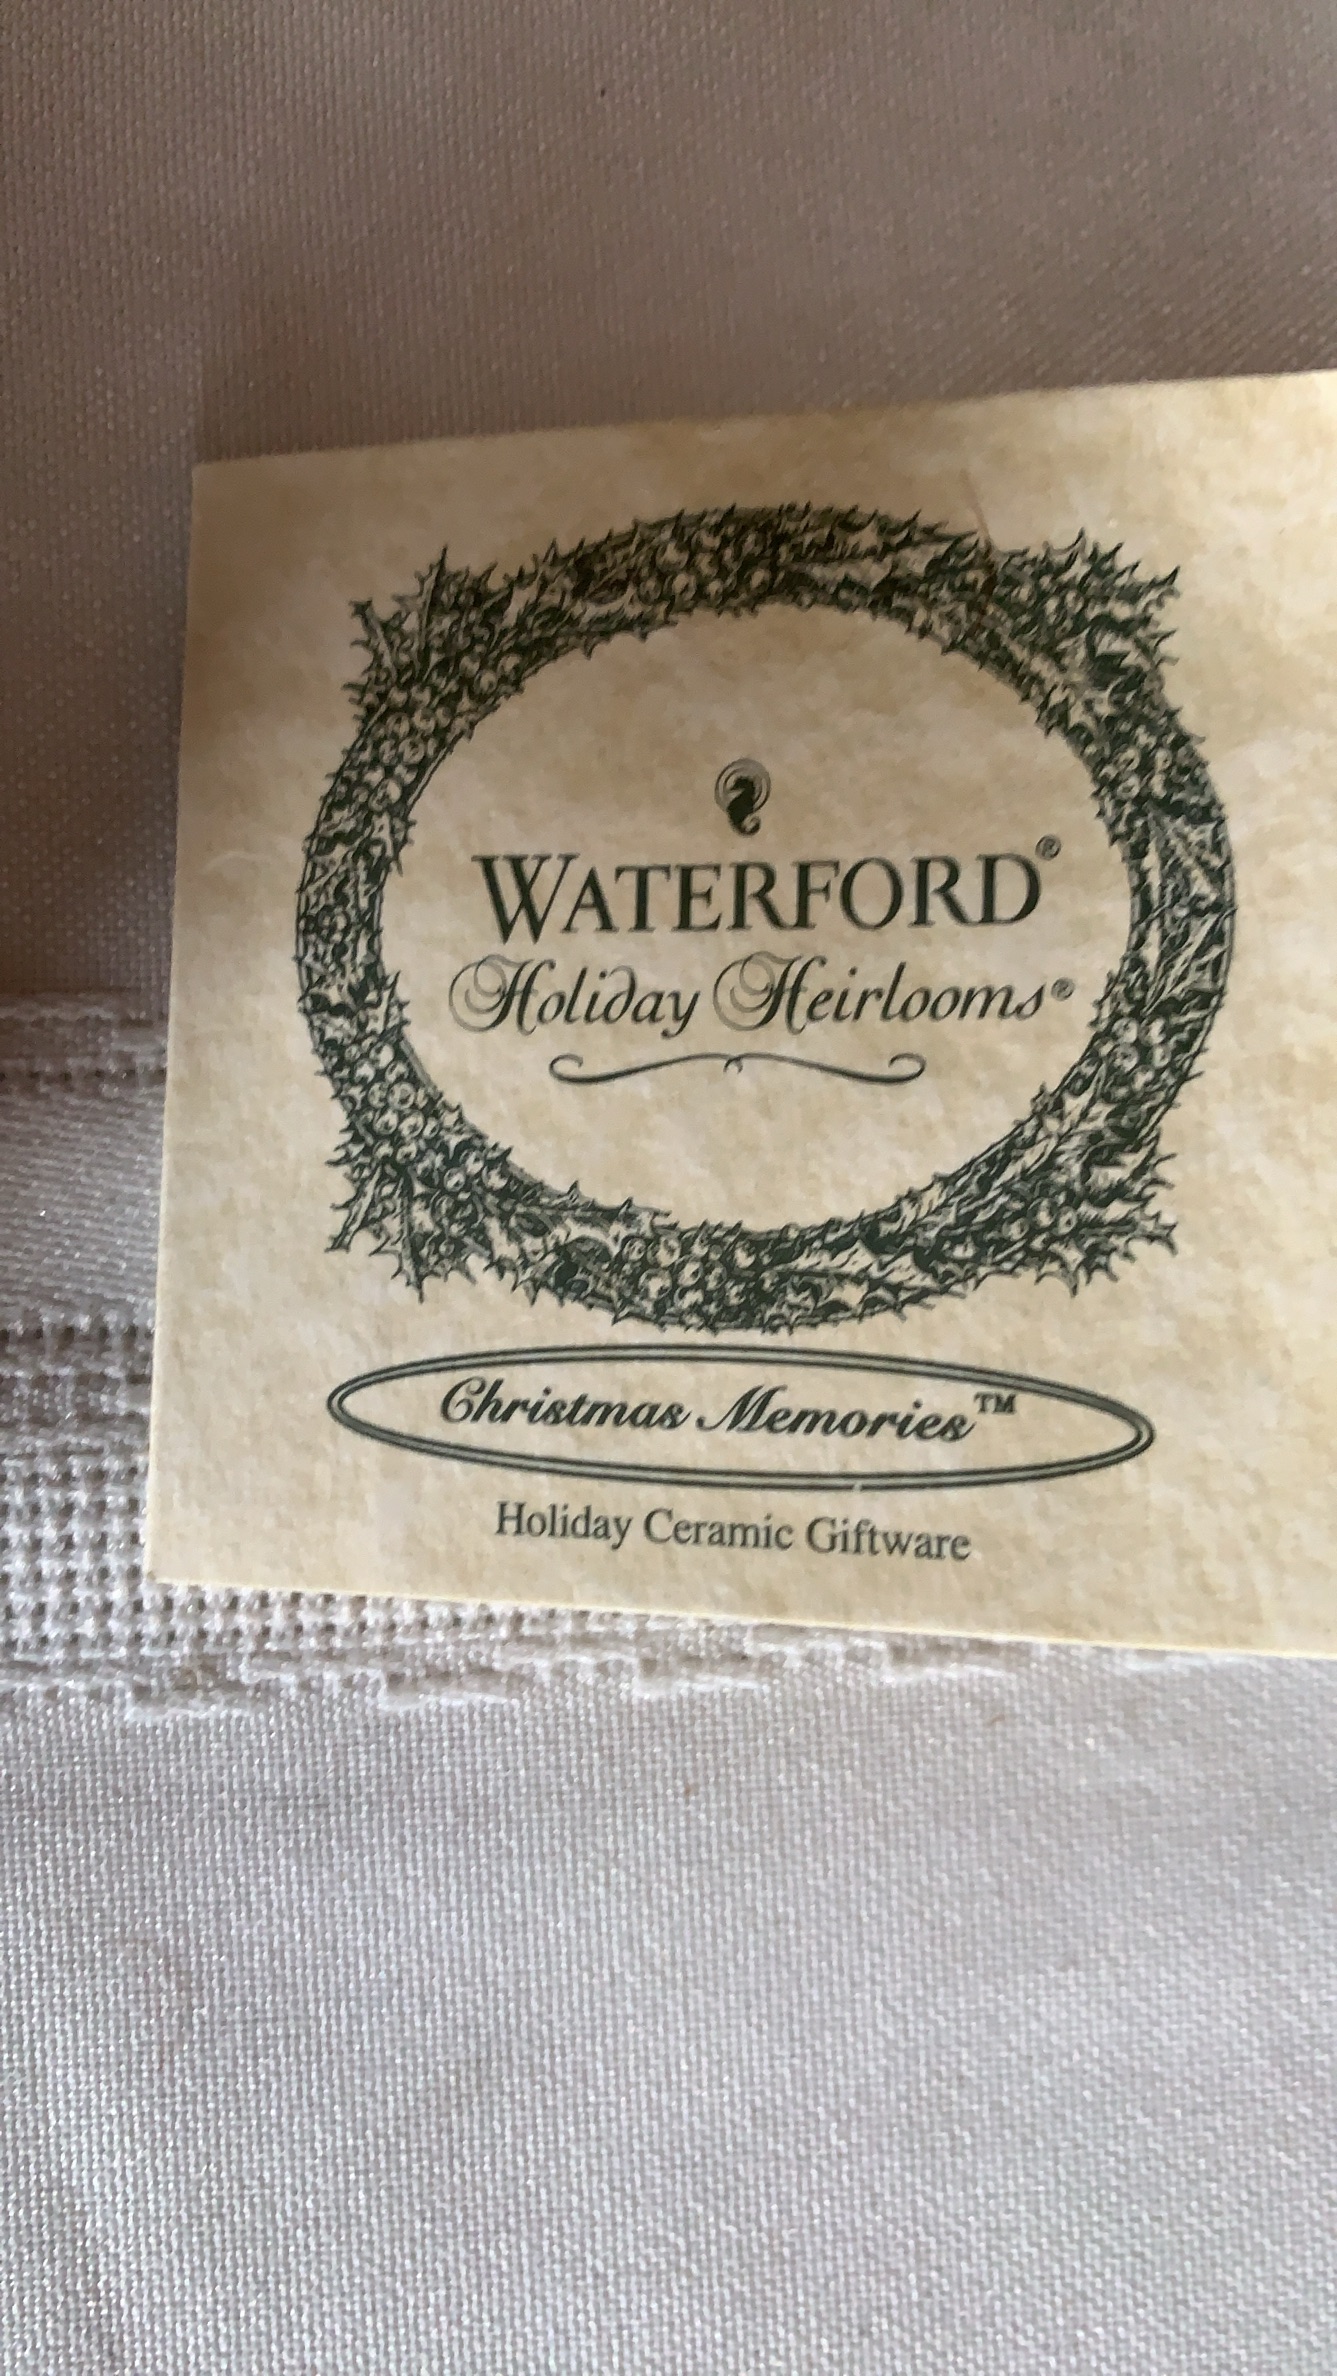 WATERFORD®
Holiday Heirlooms®
Christmas Memories™
Holiday Ceramic Giftware